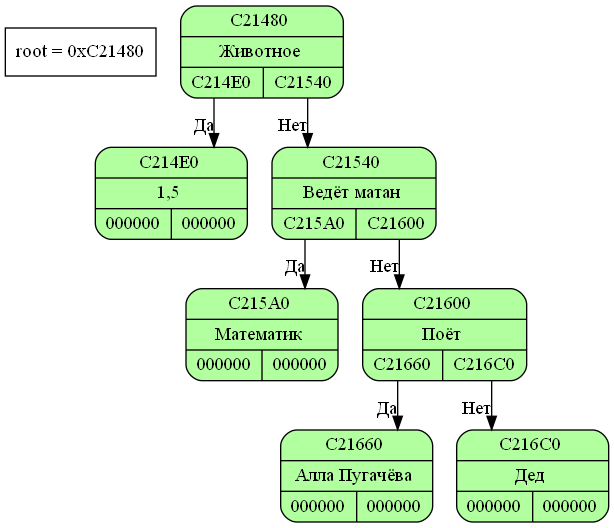 root = 0xC21480
C21480
Животное
C214E0 C21540
Да Нет
C214E0
1,5
000000 000000
C21540
Ведёт матан
C215A0 C21600
Да Нет
C215A0
Математик
000000 000000
C21600
Поёт
C21660 C216C0
Да Нет
C21660
Алла Пугачёва
000000 000000
C216C0
Дед
000000 000000